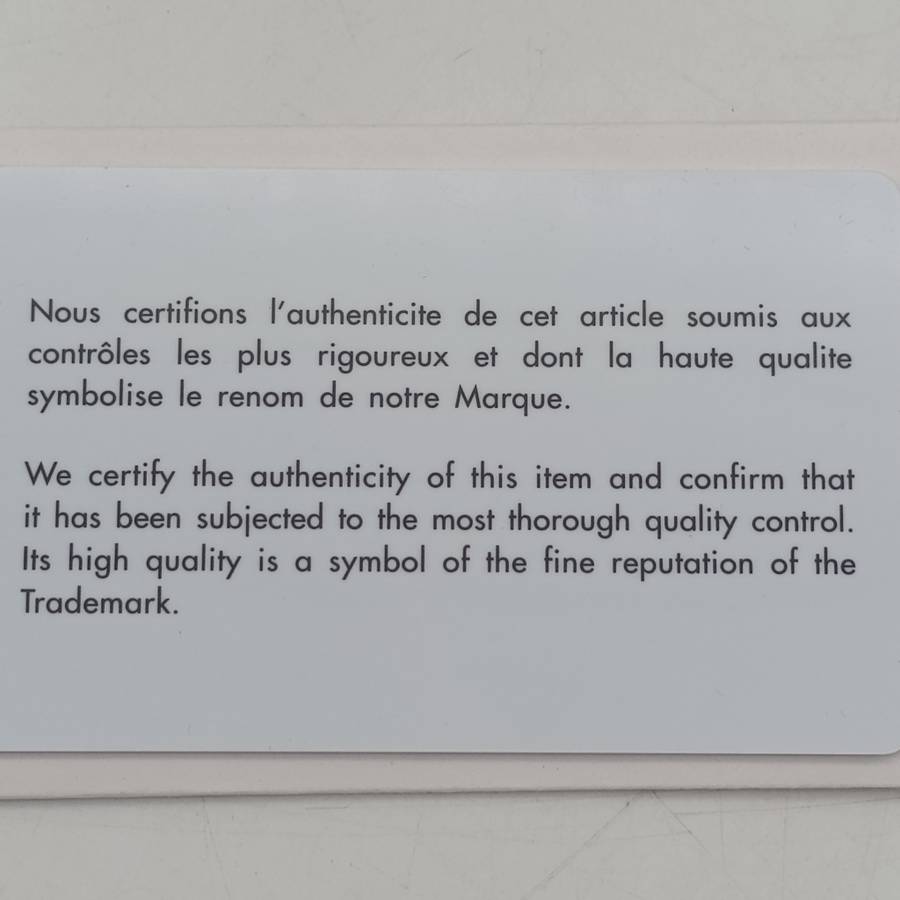 Nous certifions l'authenticite de cet article soumis aux
contrôles les plus rigoureux et dont la haute qualite
symbolise le renom de notre Marque.
We certify the authenticity of this item and confirm that
it has been subjected to the most thorough quality control.
Its high quality is a symbol of the fine reputation of the
Trademark.